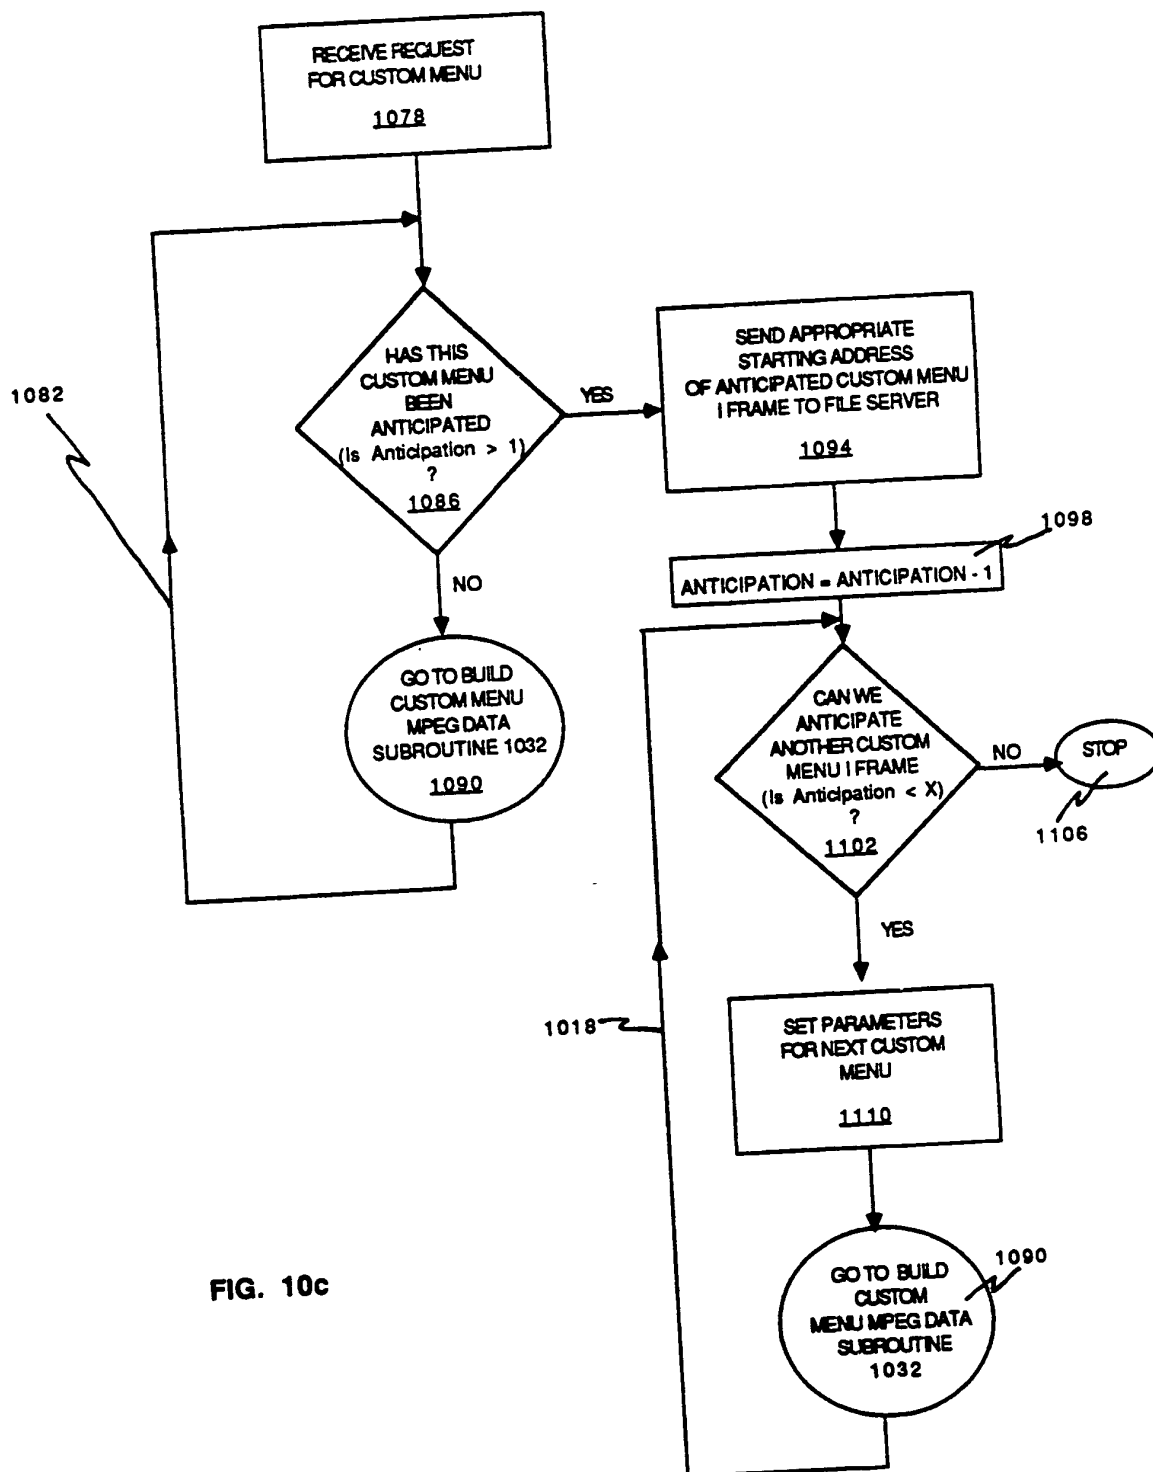 RECEIVE REQUEST
FOR CUSTOM MENU
1078
1082
HAS THIS
CUSTOM MENU
BEEN
ANTICIPATED
(Is Anticipation > 1)
?
1086
YES
NO
SEND APPROPRIATE
STARTING ADDRESS
OF ANTICIPATED CUSTOM MENU
I FRAME TO FILE SERVER
1094
1098
ANTICIPATION = ANTICIPATION - 1
GO TO BUILD
CUSTOM MENU
MPEG DATA
SUBROUTINE 1032
1090
CAN WE
ANTICIPATE
ANOTHER CUSTOM
MENU I FRAME
(Is Anticipation < X)
?
1102
NO
STOP
1106
YES
1018
SET PARAMETERS
FOR NEXT CUSTOM
MENU
1110
GO TO BUILD
CUSTOM
MENU MPEG DATA
SUBROUTINE
1032
1090
FIG. 10c